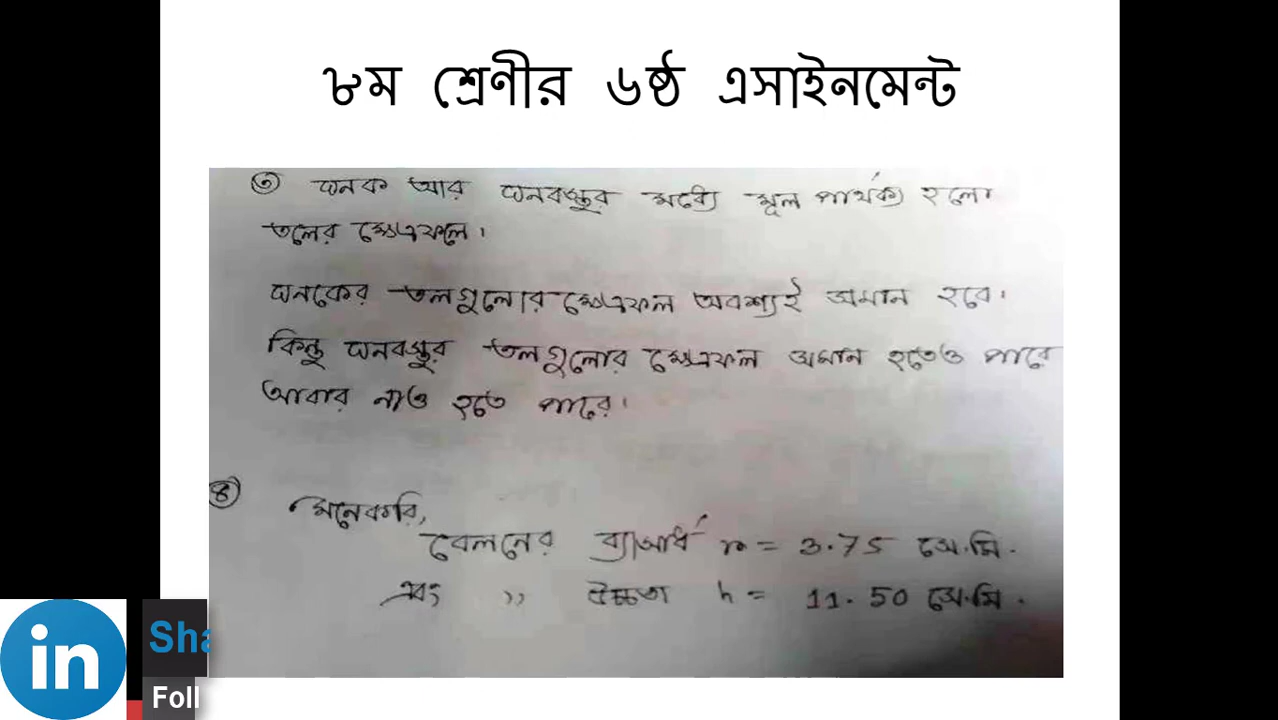 ৮ম শ্রেণীর ৬ষ্ঠ এসাইনমেন্ট
৩ ঘনক আর ঘনবস্তুর মধ্যে মূল পার্থক্য হলো
তলের ক্ষেত্রফলে।
ঘনকের তলগুলোর ক্ষেত্রফল অবশ্যই সমান হবে।
কিন্তু ঘনবস্তুর তলগুলোর ক্ষেত্রফল সমান হতেও পারে
আবার নাও হতে পারে।
৪ মনেকরি,
বেলনের ব্যাসার্ধ r = 3.75 সে.মি.
এবং ,, উচ্চতা h = 11.50 সে.মি.
in
Sha
Foll